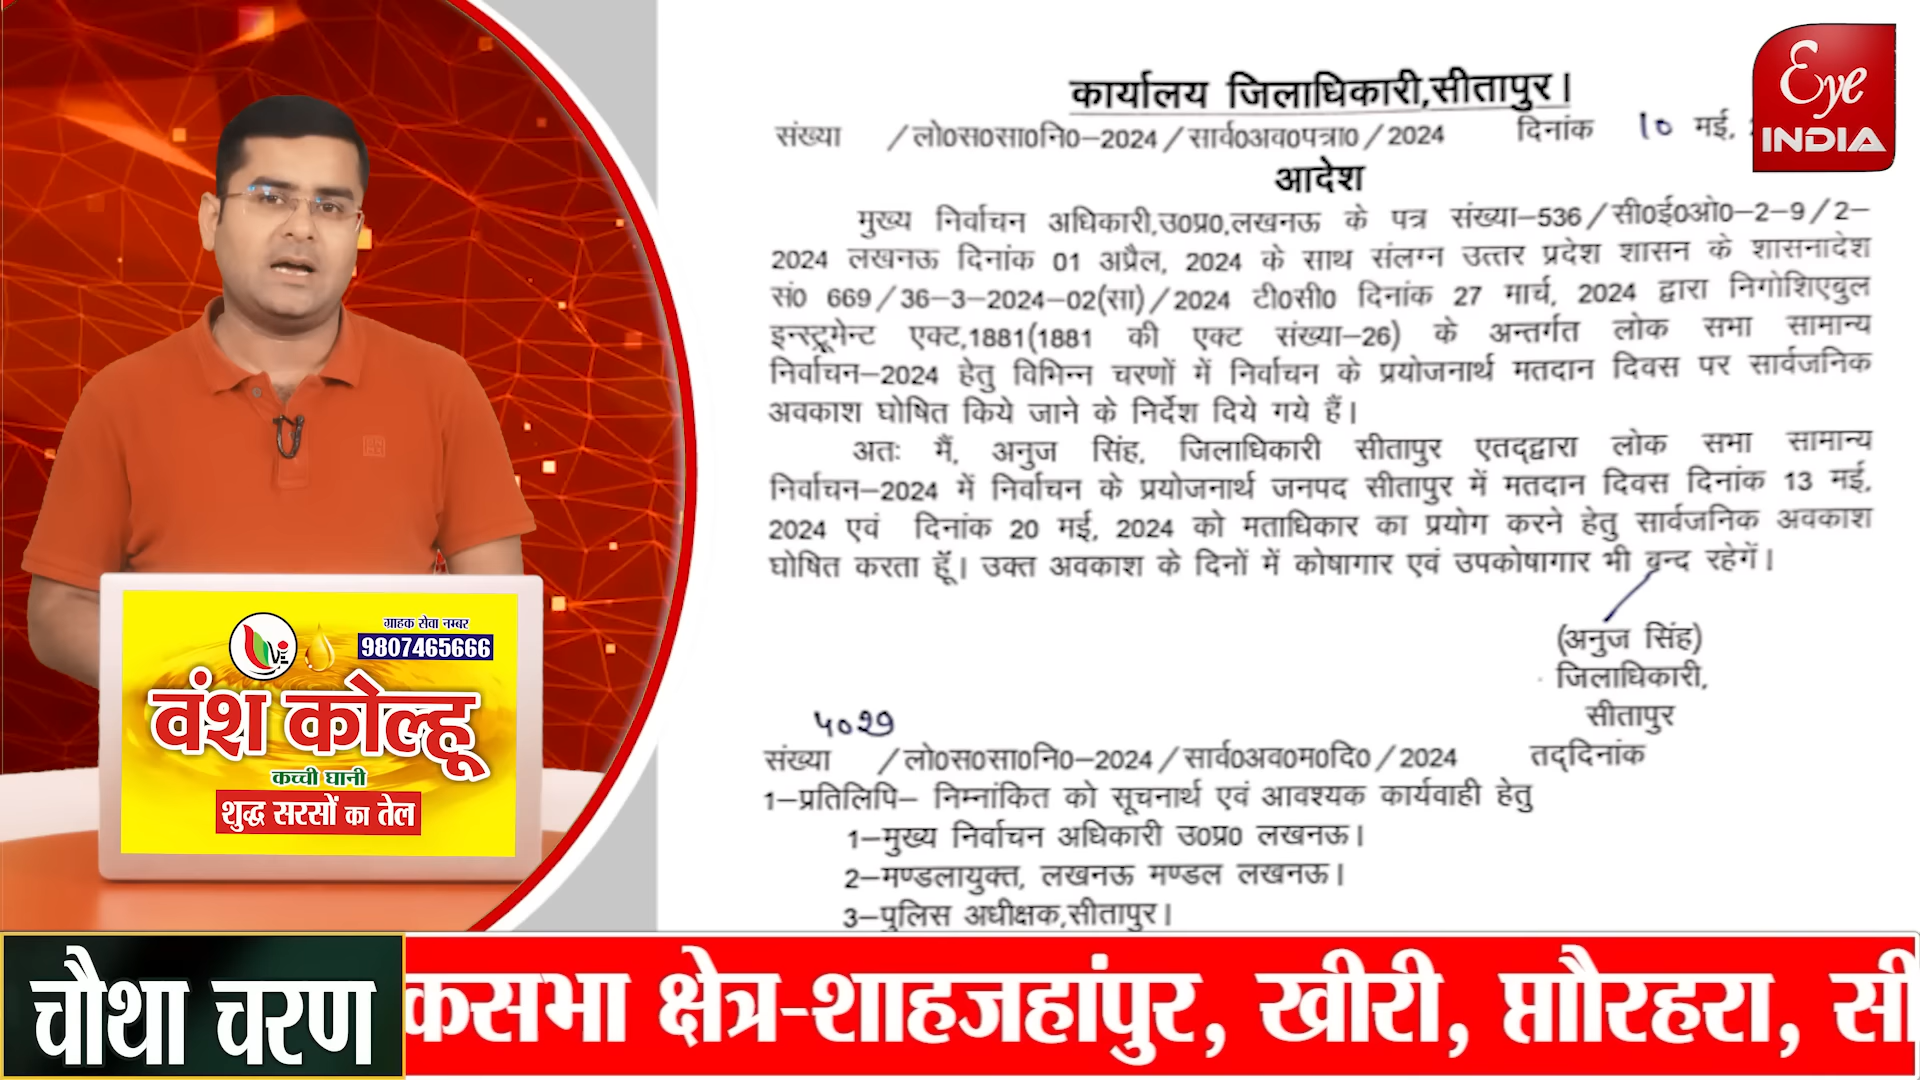 कार्यालय जिलाधिकारी,सीतापुर।
संख्या /लो0स0सा0नि0-2024/सार्व0अव0पत्रा0/2024 दिनांक 10 मई,
आदेश
मुख्य निर्वाचन अधिकारी,उ0प्र0,लखनऊ के पत्र संख्या-536/सी0ई0ओ0-2-9/2-
2024 लखनऊ दिनांक 01 अप्रैल, 2024 के साथ संलग्न उत्तर प्रदेश शासन के शासनादेश
सं0 669/36-3-2024-02(सा)/2024 टी0सी0 दिनांक 27 मार्च, 2024 द्वारा निगोशिएबुल
इन्स्ट्रूमेन्ट एक्ट,1881(1881 की एक्ट संख्या-26) के अन्तर्गत लोक सभा सामान्य
निर्वाचन-2024 हेतु विभिन्न चरणों में निर्वाचन के प्रयोजनार्थ मतदान दिवस पर सार्वजनिक
अवकाश घोषित किये जाने के निर्देश दिये गये हैं।
अतः मैं, अनुज सिंह, जिलाधिकारी सीतापुर एतद्द्वारा लोक सभा सामान्य
निर्वाचन-2024 में निर्वाचन के प्रयोजनार्थ जनपद सीतापुर में मतदान दिवस दिनांक 13 मई,
2024 एवं दिनांक 20 मई, 2024 को मताधिकार का प्रयोग करने हेतु सार्वजनिक अवकाश
घोषित करता हूॅं। उक्त अवकाश के दिनों में कोषागार एवं उपकोषागार भी बन्द रहेगें।
(अनुज सिंह)
जिलाधिकारी,
सीतापुर
संख्या /लो0स0सा0नि0-2024/सार्व0अव0म0दि0/2024 तद्दिनांक
1-प्रतिलिपि- निम्नांकित को सूचनार्थ एवं आवश्यक कार्यवाही हेतु
1-मुख्य निर्वाचन अधिकारी उ0प्र0 लखनऊ।
2-मण्डलायुक्त, लखनऊ मण्डल लखनऊ।
3-पुलिस अधीक्षक,सीतापुर।
Eye
INDIA
ग्राहक सेवा नम्बर
9807465666
वंश कोल्हू
कच्ची घानी
शुद्ध सरसों का तेल
चौथा चरण
कसभा क्षेत्र-शाहजहांपुर, खीरी, प्तौरहरा, सी